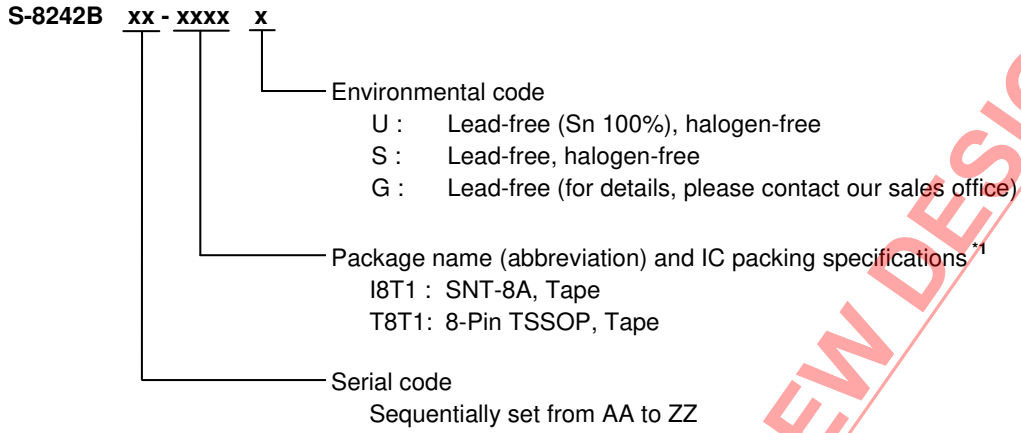 S-8242B xx - xxxx x
Environmental code
U : Lead-free (Sn 100%), halogen-free
S : Lead-free, halogen-free
G : Lead-free (for details, please contact our sales office)
Package name (abbreviation) and IC packing specifications *1
I8T1 : SNT-8A, Tape
T8T1: 8-Pin TSSOP, Tape
Serial code
Sequentially set from AA to ZZ